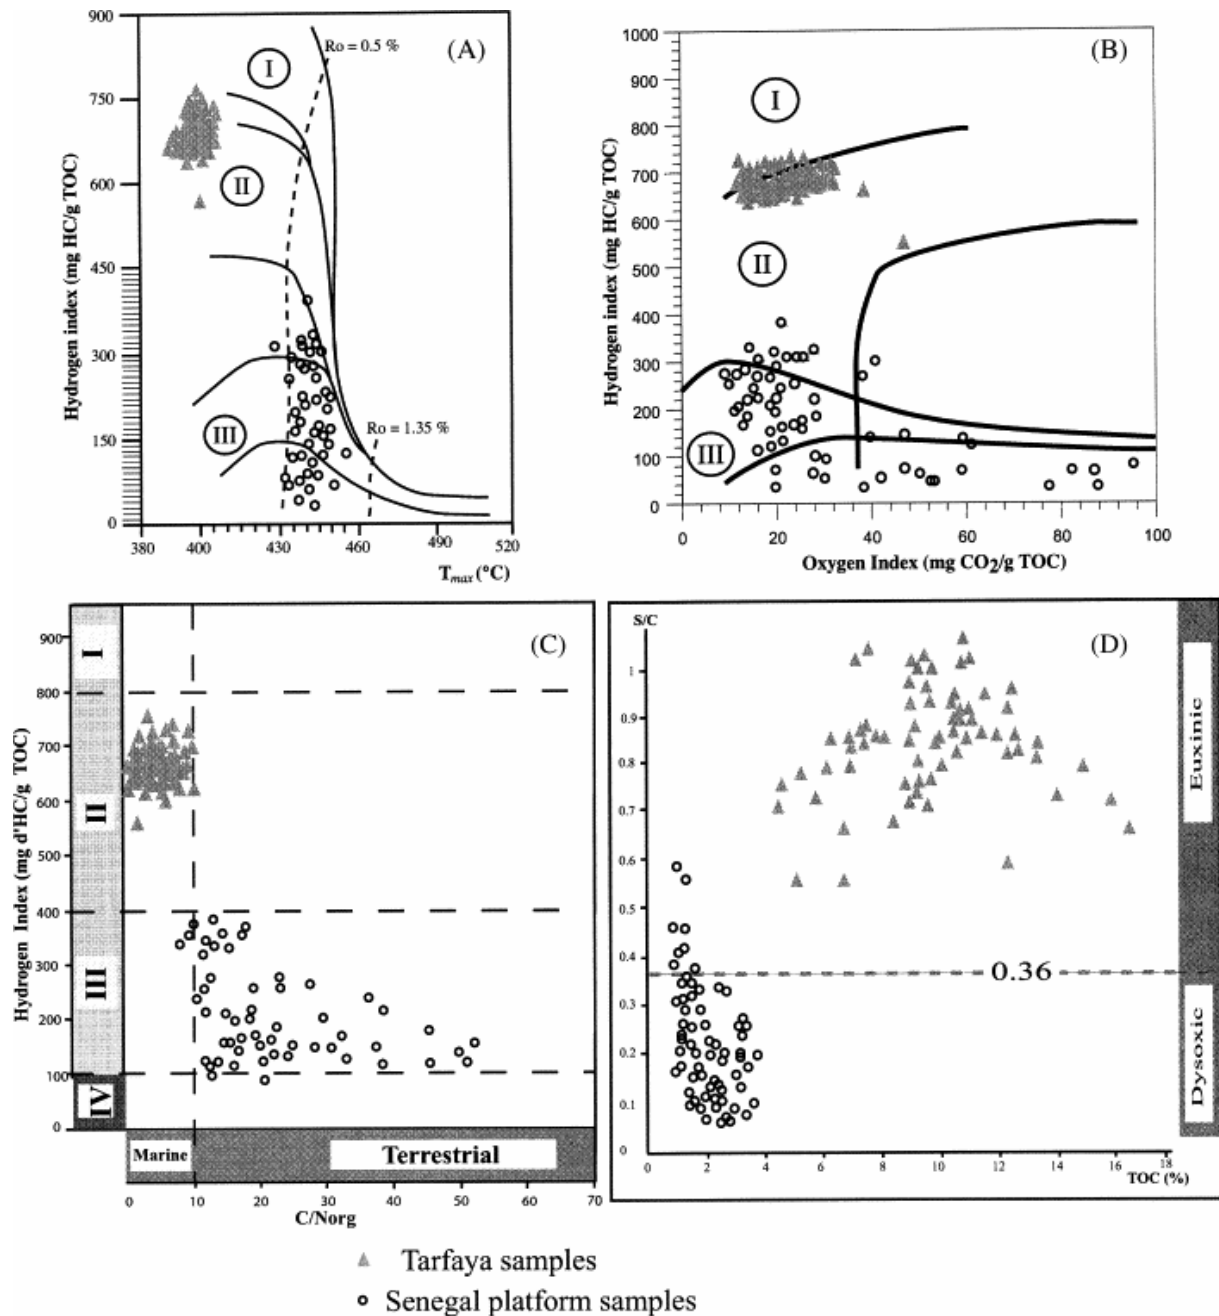 900
750
600
450
300
150
0
Hydrogen index (mg HC/g TOC)
(A)
Ro = 0.5 %
I
II
III
Ro = 1.35 %
380
400
430
460
490
520
Tmax (°C)
1000
900
800
700
600
500
400
300
200
100
0
Hydrogen index (mg HC/g TOC)
(B)
I
II
III
0
20
40
60
80
100
Oxygen Index (mg CO2/g TOC)
900
800
700
600
500
400
300
200
100
0
Hydrogen Index (mg d'HC/g TOC)
I
II
III
IV
(C)
Marine
Terrestrial
0
10
20
30
40
50
60
70
C/Norg
S/C
1
0.9
0.8
0.7
0.6
0.5
0.4
0.3
0.2
0.1
0
(D)
0.36
Euxinic
Dysoxic
0
2
4
6
8
10
12
14
16
18
TOC (%)
Tarfaya samples
Senegal platform samples